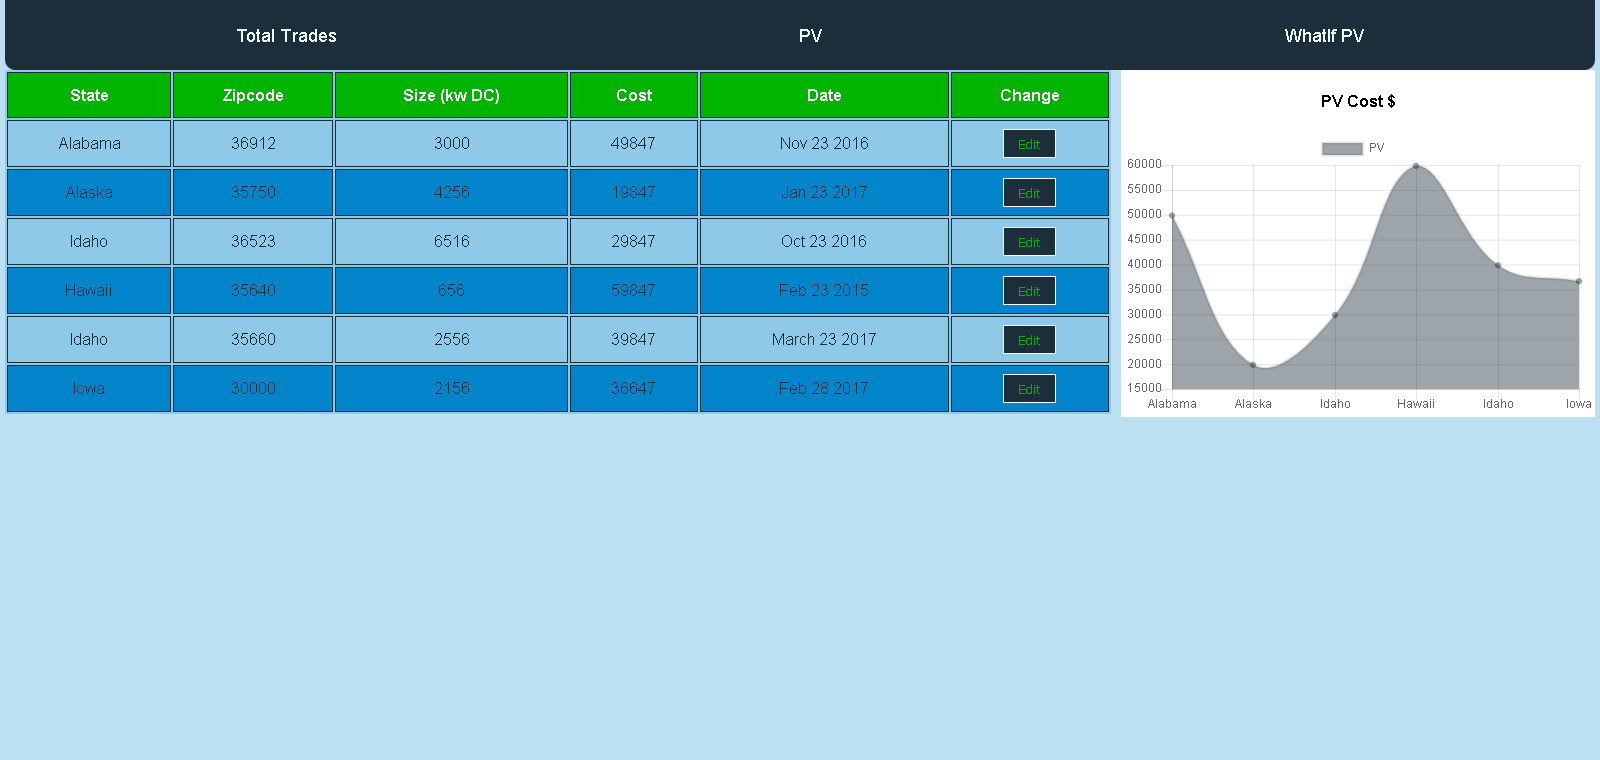 Total Trades PV WhatIf PV
State Zipcode Size (kw DC) Cost Date Change
Alabama 36912 3000 49847 Nov 23 2016 Edit
Alaska 35750 4256 19847 Jan 23 2017 Edit
Idaho 36523 6516 29847 Oct 23 2016 Edit
Hawaii 35640 656 59847 Feb 23 2015 Edit
Idaho 35660 2556 39847 March 23 2017 Edit
Iowa 30000 2156 36647 Feb 28 2017 Edit
PV Cost $
PV
60000
55000
50000
45000
40000
35000
30000
25000
20000
15000
Alabama Alaska Idaho Hawaii Idaho Iowa